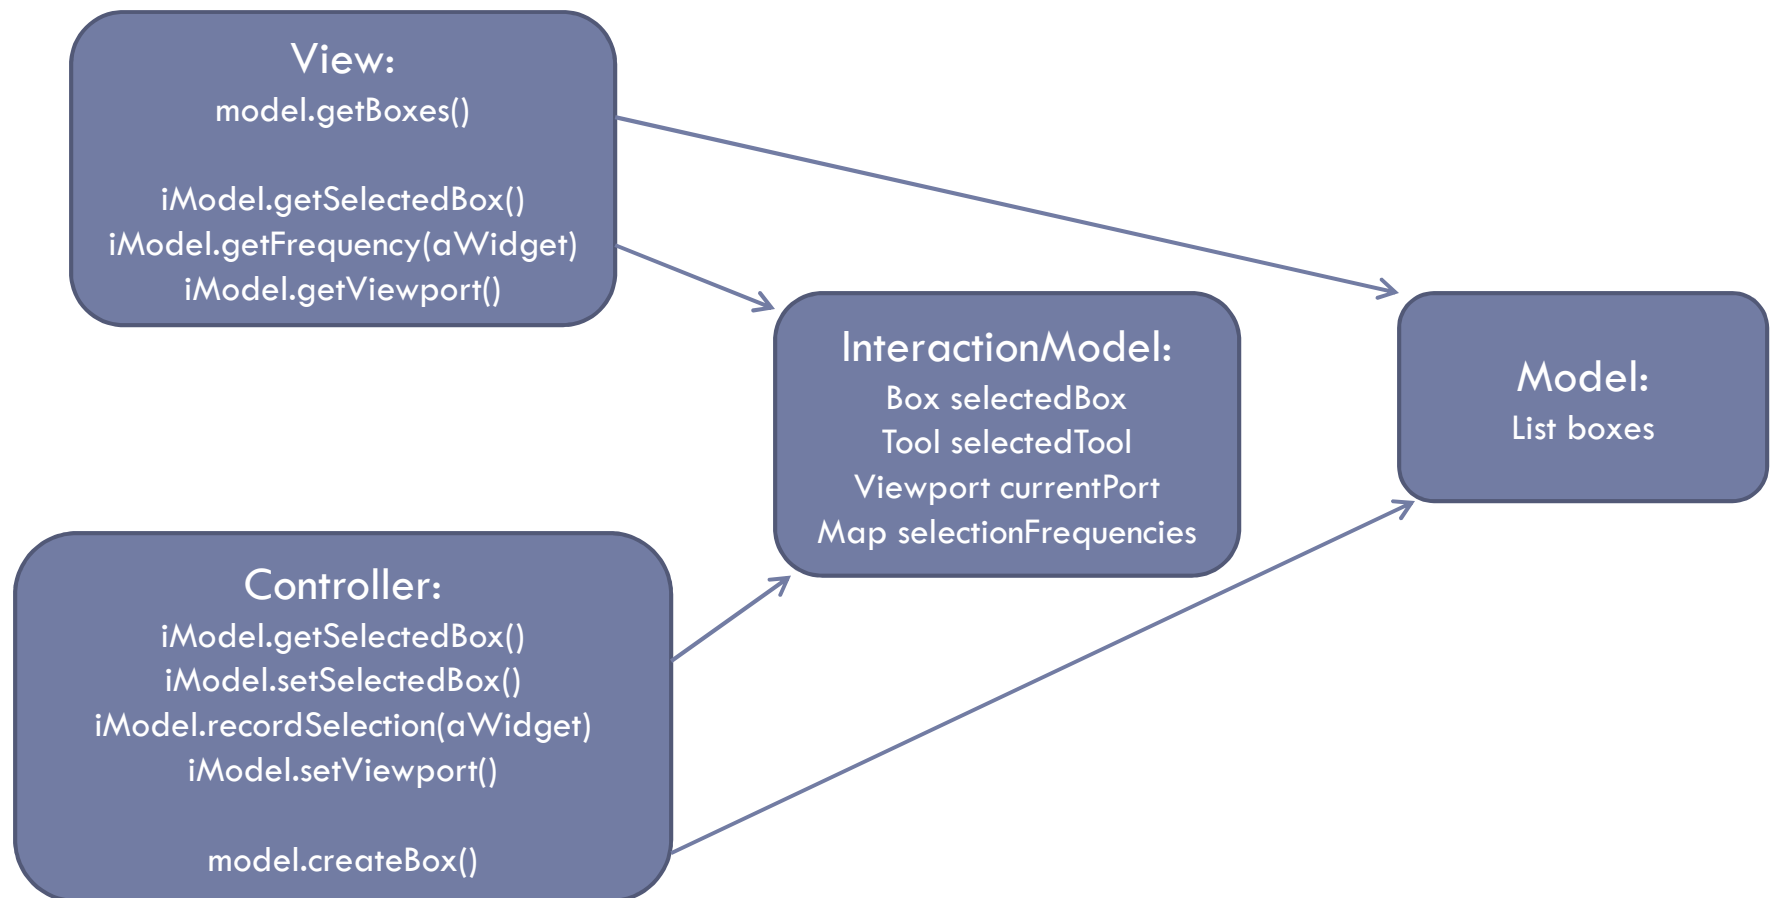 View:
model.getBoxes()
iModel.getSelectedBox()
iModel.getFrequency(aWidget)
iModel.getViewport()
InteractionModel:
Box selectedBox
Tool selectedTool
Viewport currentPort
Map selectionFrequencies
Model:
List boxes
Controller:
iModel.getSelectedBox()
iModel.setSelectedBox()
iModel.recordSelection(aWidget)
iModel.setViewport()
model.createBox()